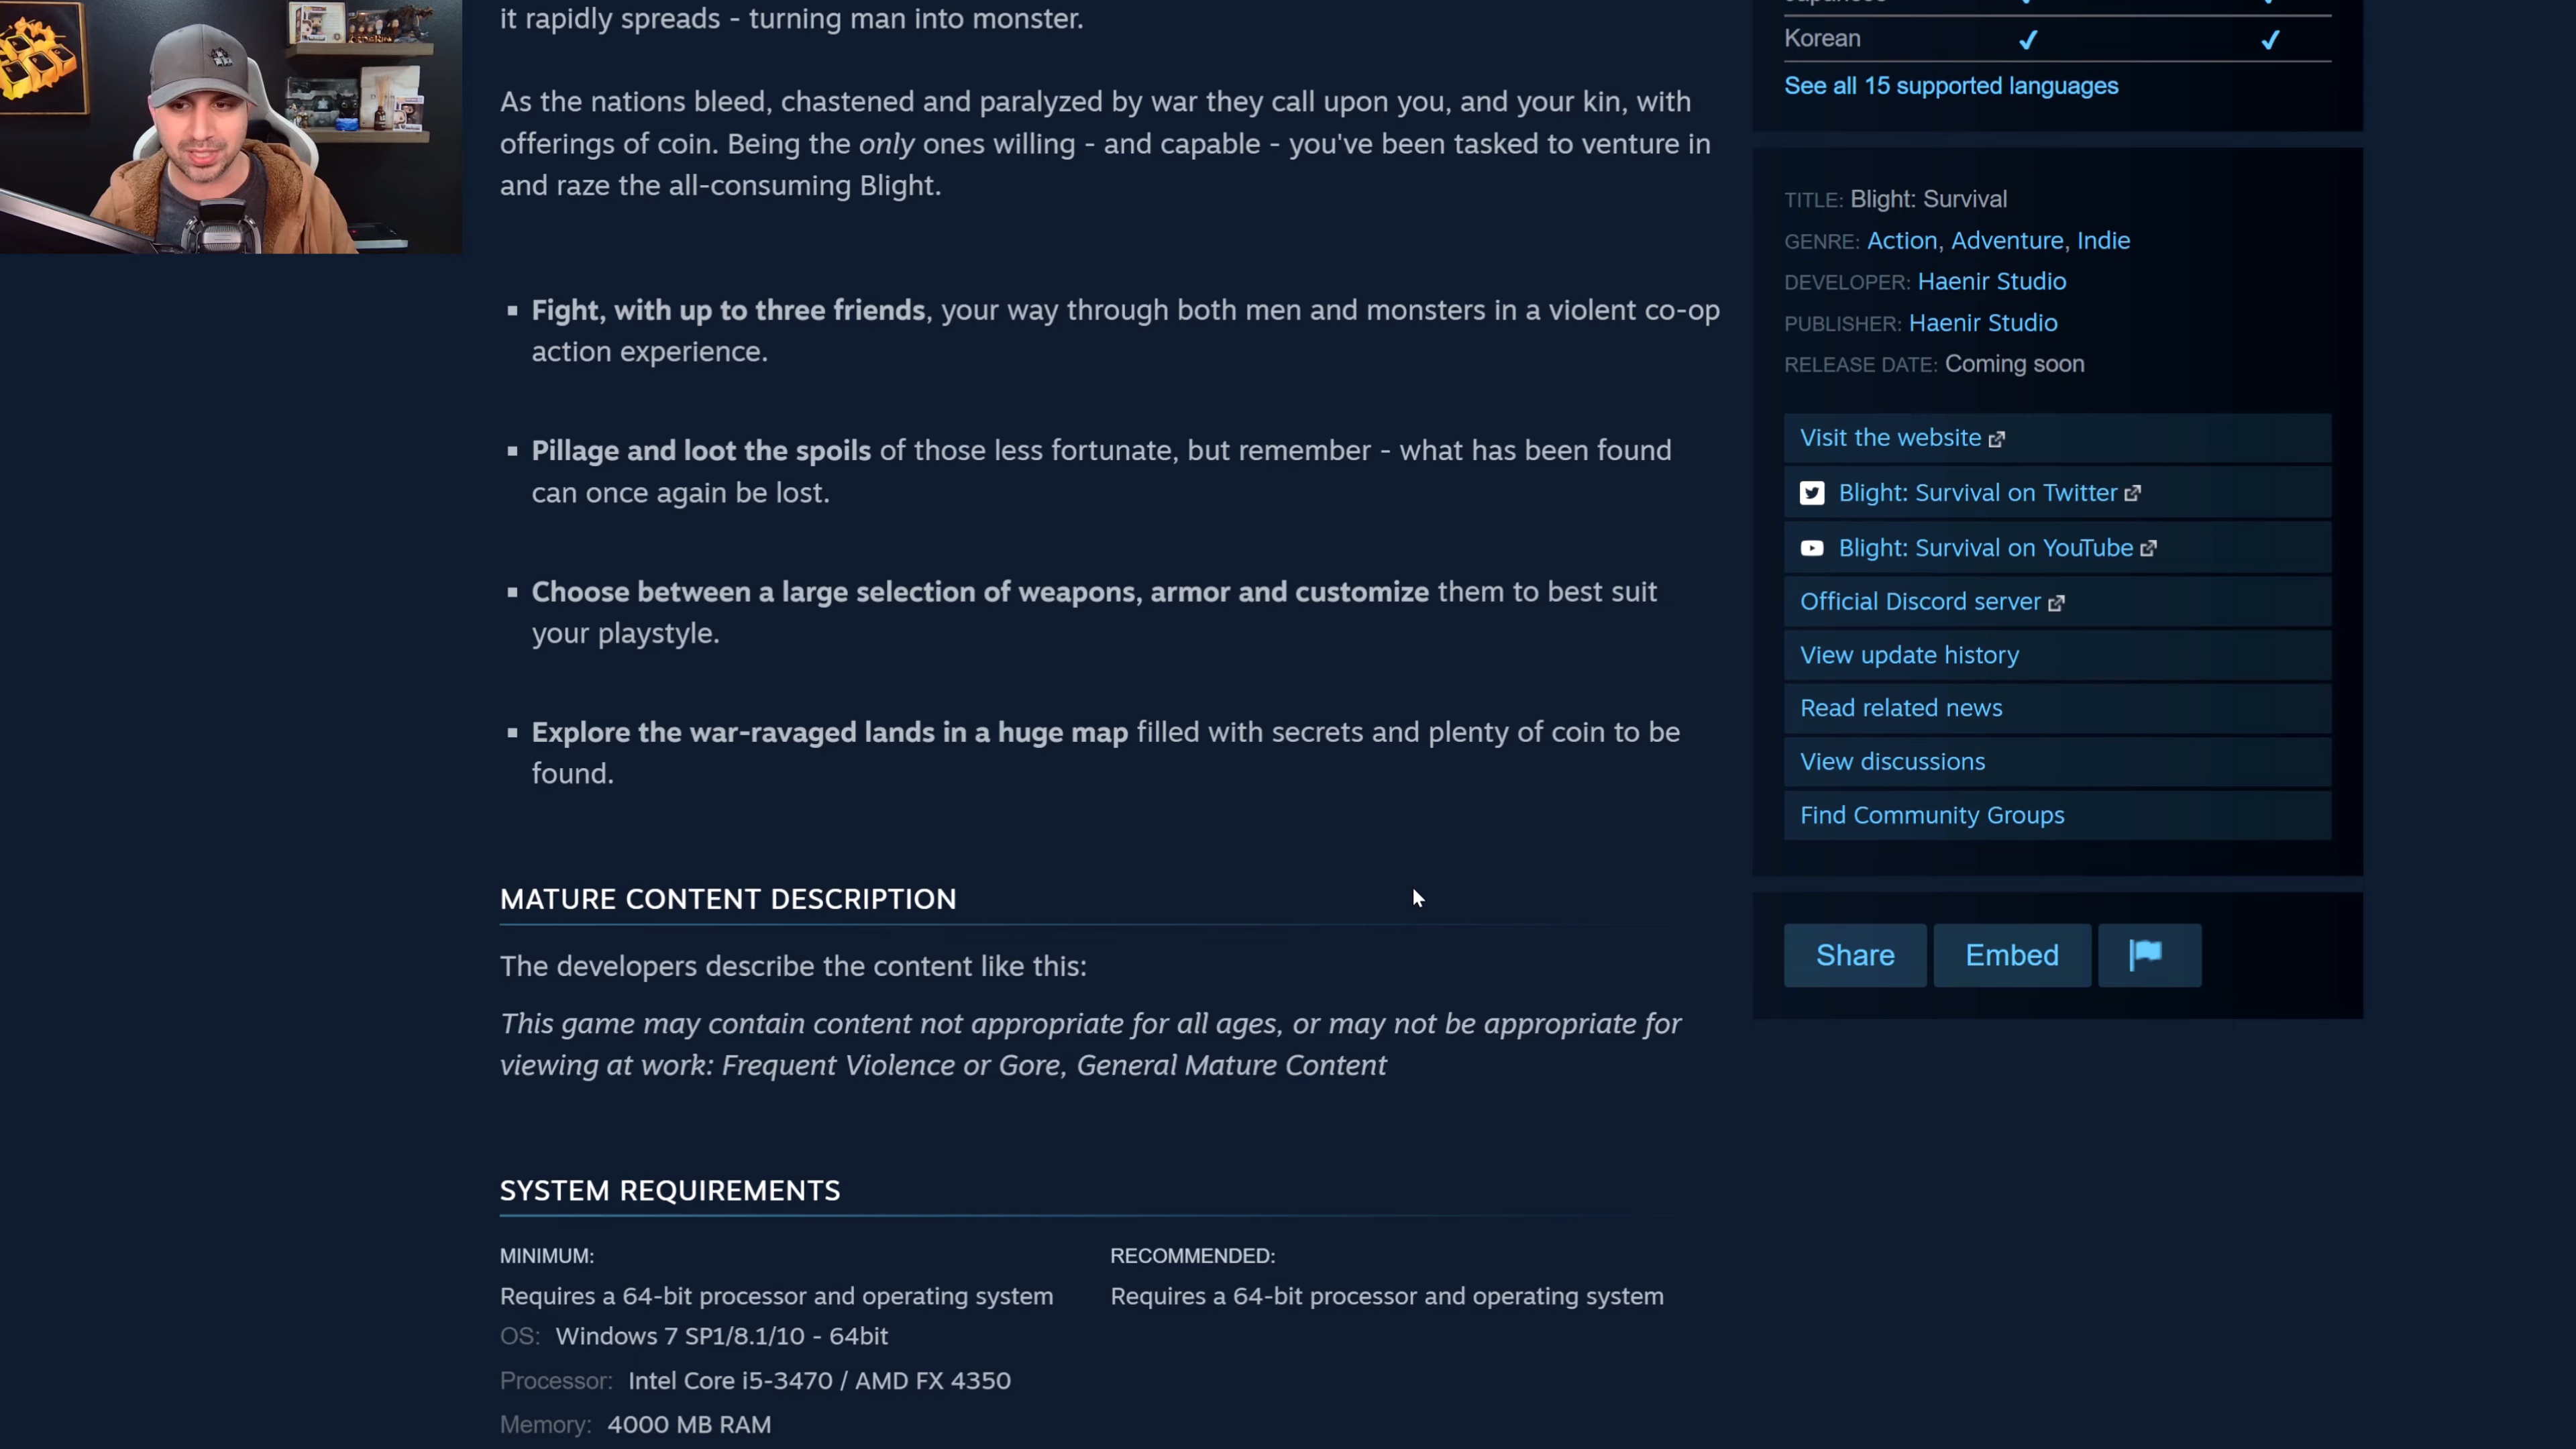 it rapidly spreads - turning man into monster.
As the nations bleed, chastened and paralyzed by war they call upon you, and your kin, with
offerings of coin. Being the only ones willing - and capable - you've been tasked to venture in
and raze the all-consuming Blight.
▪ Fight, with up to three friends, your way through both men and monsters in a violent co-op
action experience.
▪ Pillage and loot the spoils of those less fortunate, but remember - what has been found
can once again be lost.
▪ Choose between a large selection of weapons, armor and customize them to best suit
your playstyle.
▪ Explore the war-ravaged lands in a huge map filled with secrets and plenty of coin to be
found.
MATURE CONTENT DESCRIPTION
The developers describe the content like this:
This game may contain content not appropriate for all ages, or may not be appropriate for
viewing at work: Frequent Violence or Gore, General Mature Content
SYSTEM REQUIREMENTS
MINIMUM:
Requires a 64-bit processor and operating system
OS: Windows 7 SP1/8.1/10 - 64bit
Processor: Intel Core i5-3470 / AMD FX 4350
Memory: 4000 MB RAM
RECOMMENDED:
Requires a 64-bit processor and operating system
Japanese ✓ ✓
Korean ✓ ✓
See all 15 supported languages
TITLE: Blight: Survival
GENRE: Action, Adventure, Indie
DEVELOPER: Haenir Studio
PUBLISHER: Haenir Studio
RELEASE DATE: Coming soon
Visit the website
Blight: Survival on Twitter
Blight: Survival on YouTube
Official Discord server
View update history
Read related news
View discussions
Find Community Groups
Share
Embed